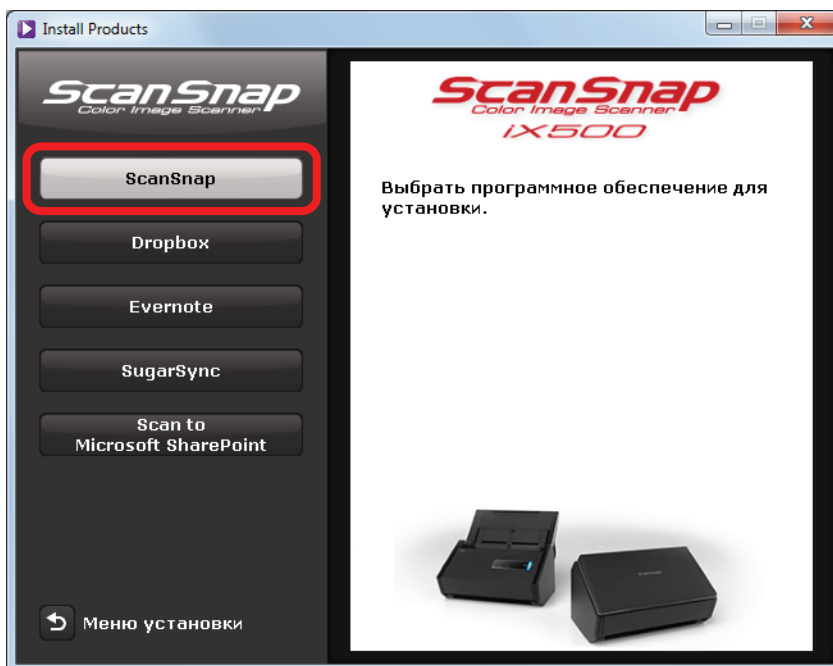 Install Products
ScanSnap
Color Image Scanner
ScanSnap
Dropbox
Evernote
SugarSync
Scan to
Microsoft SharePoint
Меню установки
ScanSnap
Color Image Scanner
iX500
Выбрать программное обеспечение для
установки.